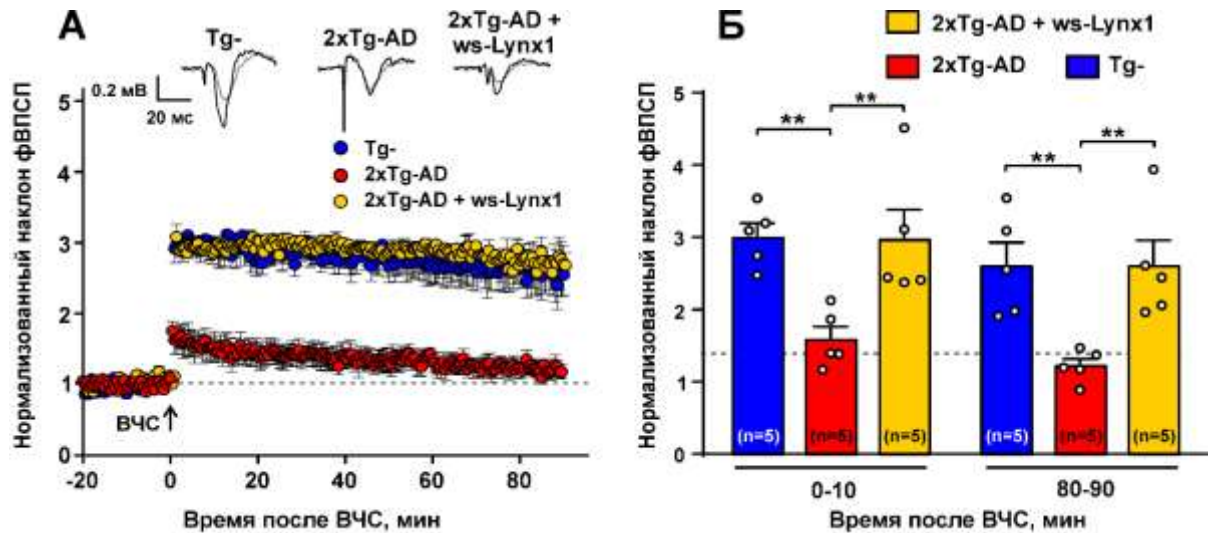 А
Tg-
2xTg-AD
2xTg-AD +
ws-Lynx1
0.2 мВ
20 мс
Tg-
2xTg-AD
2xTg-AD + ws-Lynx1
Нормализованный наклон фВПСП
5
4
3
2
1
0
ВЧС
-20
0
20
40
60
80
Время после ВЧС, мин
Б
2xTg-AD + ws-Lynx1
2xTg-AD
Tg-
Нормализованный наклон фВПСП
5
4
3
2
1
0
**
**
**
**
(n=5)
(n=5)
(n=5)
(n=5)
(n=5)
(n=5)
0-10
80-90
Время после ВЧС, мин